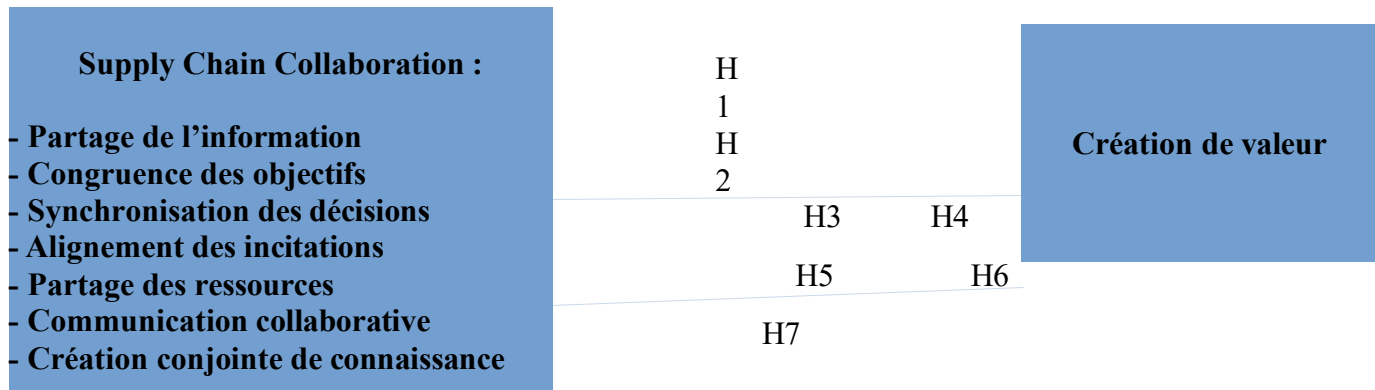 Supply Chain Collaboration :
- Partage de l’information
- Congruence des objectifs
- Synchronisation des décisions
- Alignement des incitations
- Partage des ressources
- Communication collaborative
- Création conjointe de connaissance
H
1
H
2
H3 H4
H5 H6
H7
Création de valeur